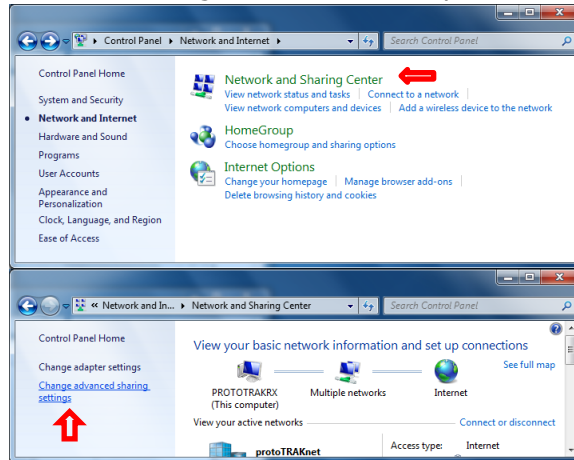 Control Panel ▸ Network and Internet ▸
Search Control Panel
Control Panel Home
System and Security
Network and Internet
Hardware and Sound
Programs
User Accounts
Appearance and
Personalization
Clock, Language, and Region
Ease of Access
Network and Sharing Center
View network status and tasks | Connect to a network |
View network computers and devices | Add a wireless device to the network
HomeGroup
Choose homegroup and sharing options
Internet Options
Change your homepage | Manage browser add-ons |
Delete browsing history and cookies
« Network and In... ▸ Network and Sharing Center
Search Control Panel
Control Panel Home
Change adapter settings
Change advanced sharing
settings
View your basic network information and set up connections
See full map
PROTOTRAKRX
(This computer)
Multiple networks
Internet
View your active networks
Connect or disconnect
protoTRAKnet
Access type: Internet